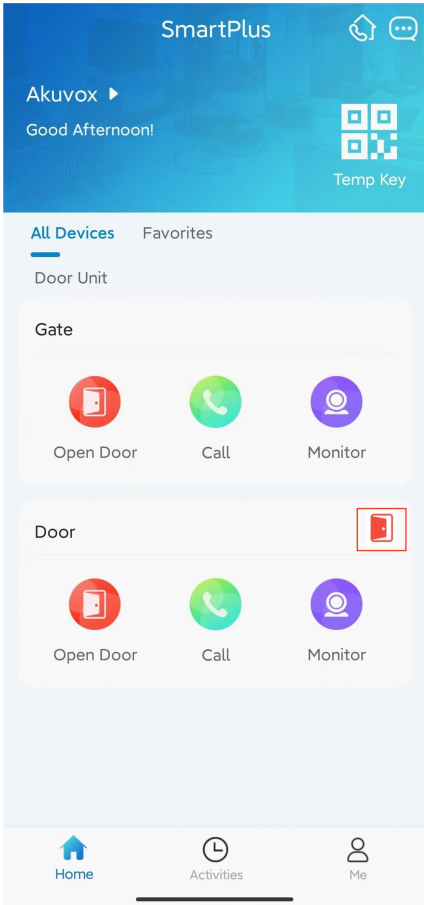 SmartPlus
Akuvox
Good Afternoon!
Temp Key
All Devices Favorites
Door Unit
Gate
Open Door Call Monitor
Door
Open Door Call Monitor
Home Activities Me